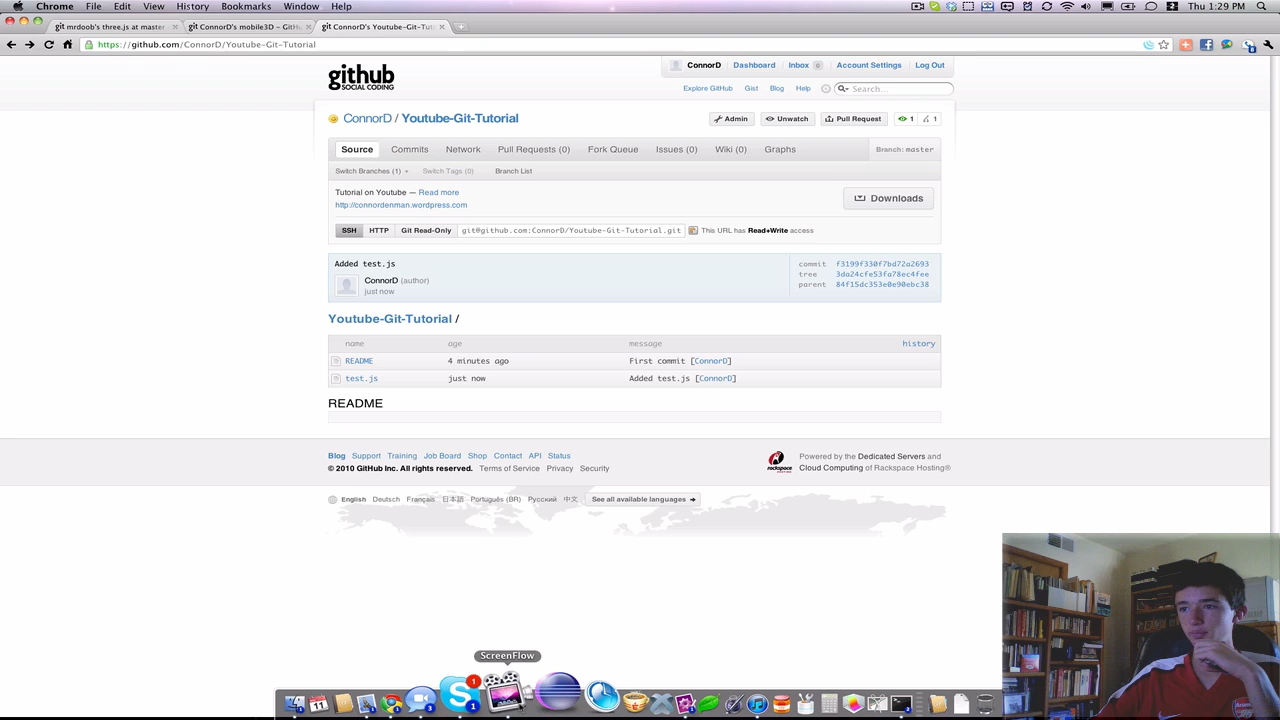 Chrome File Edit View History Bookmarks Window Help Thu 1:29 PM
git mrdoob's three.js at master
git ConnorD's mobile3D – GitHu
git ConnorD's Youtube-Git-Tut
https://github.com/ConnorD/Youtube-Git-Tutorial
github
SOCIAL CODING
ConnorD Dashboard Inbox 0 Account Settings Log Out
Explore GitHub Gist Blog Help Search...
ConnorD / Youtube-Git-Tutorial
Admin Unwatch Pull Request 1 1
Source Commits Network Pull Requests (0) Fork Queue Issues (0) Wiki (0) Graphs Branch: master
Switch Branches (1) Switch Tags (0) Branch List
Tutorial on Youtube — Read more
http://connordenman.wordpress.com
Downloads
SSH HTTP Git Read-Only git@github.com:ConnorD/Youtube-Git-Tutorial.git This URL has Read+Write access
Added test.js
ConnorD (author)
just now
commit f3199f330f7bd72a2693
tree 3da24cfe53fa78ec4fee
parent 84f15dc353e0e90ebc38
Youtube-Git-Tutorial /
name age message history
README 4 minutes ago First commit [ConnorD]
test.js just now Added test.js [ConnorD]
README
Blog Support Training Job Board Shop Contact API Status
© 2010 GitHub Inc. All rights reserved. Terms of Service Privacy Security
rackspace
Powered by the Dedicated Servers and
Cloud Computing of Rackspace Hosting®
English Deutsch Français 日本語 Português (BR) Русский 中文 See all available languages
ScreenFlow